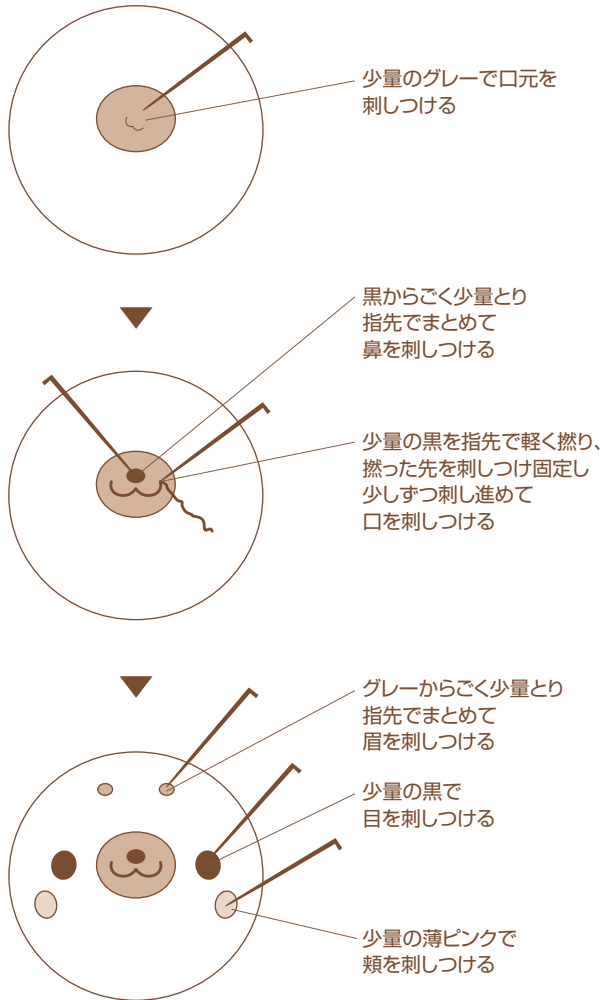 少量のグレーで口元を
刺しつける
黒からごく少量とり
指先でまとめて
鼻を刺しつける
少量の黒を指先で軽く撚り、
撚った先を刺しつけ固定し
少しずつ刺し進めて
口を刺しつける
グレーからごく少量とり
指先でまとめて
眉を刺しつける
少量の黒で
目を刺しつける
少量の薄ピンクで
頬を刺しつける